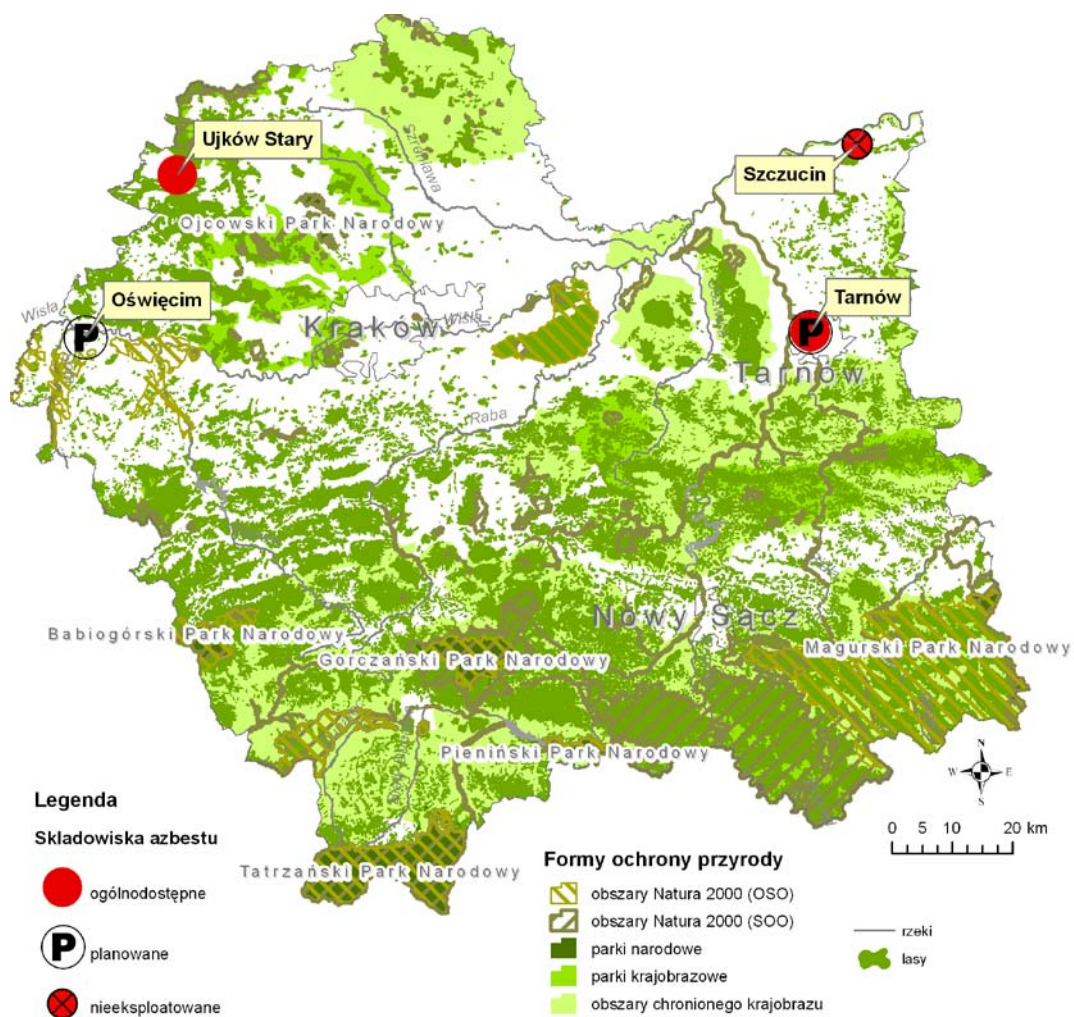 Ujków Stary
Szczucin
Szreniawa
Ojcowski Park Narodowy
Oświęcim
Wisła
Tarnów
Kraków
Wisła
Tarnów
Raba
Nowy Sącz
Babiogórski Park Narodowy
Gorczański Park Narodowy
Magurski Park Narodowy
Pieniński Park Narodowy
Tatrzański Park Narodowy
N
W E
S
0 5 10 20 km
Legenda
Składowiska azbestu
ogólnodostępne
P planowane
nieeksploatowane
Formy ochrony przyrody
obszary Natura 2000 (OSO)
obszary Natura 2000 (SOO)
parki narodowe
parki krajobrazowe
obszary chronionego krajobrazu
rzeki
lasy
P
P